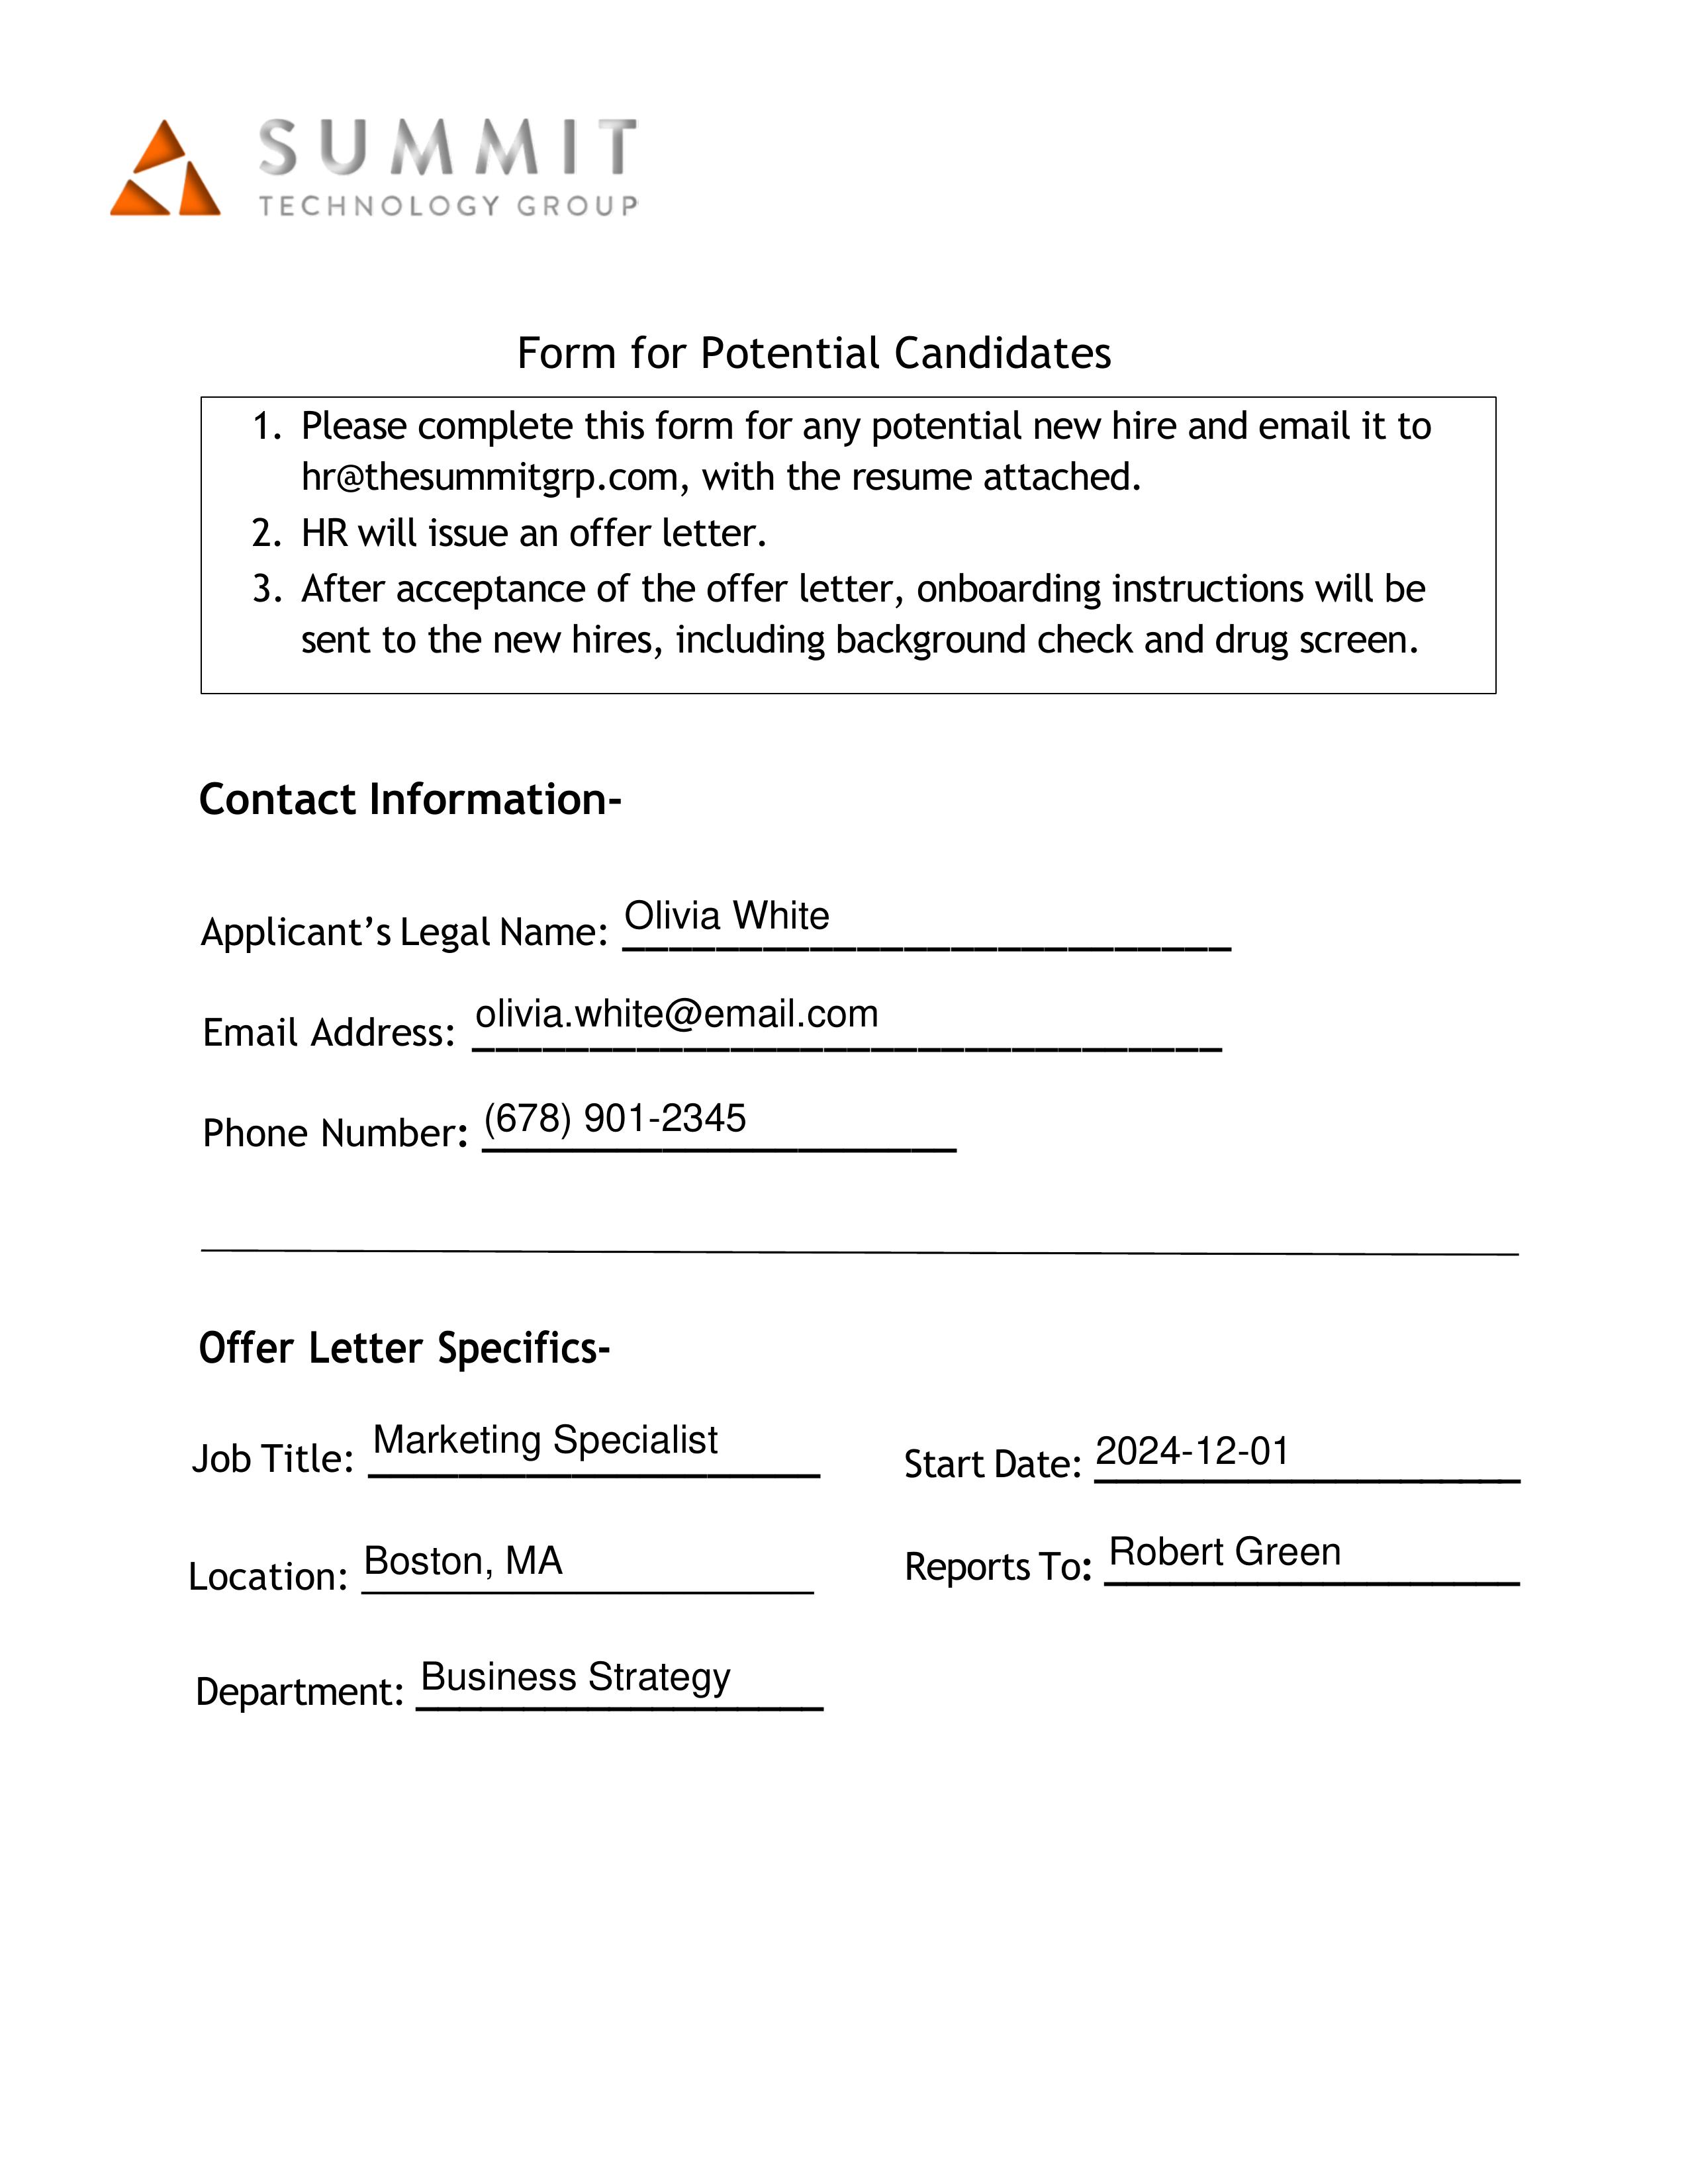 SUMMIT
TECHNOLOGY GROUP
Form for Potential Candidates
1. Please complete this form for any potential new hire and email it to
hr@thesummitgrp.com, with the resume attached.
2. HR will issue an offer letter.
3. After acceptance of the offer letter, onboarding instructions will be
sent to the new hires, including background check and drug screen.
Contact Information-
Applicant’s Legal Name: Olivia White
Email Address: olivia.white@email.com
Phone Number: (678) 901-2345
Offer Letter Specifics-
Job Title: Marketing Specialist
Start Date: 2024-12-01
Location: Boston, MA
Reports To: Robert Green
Department: Business Strategy